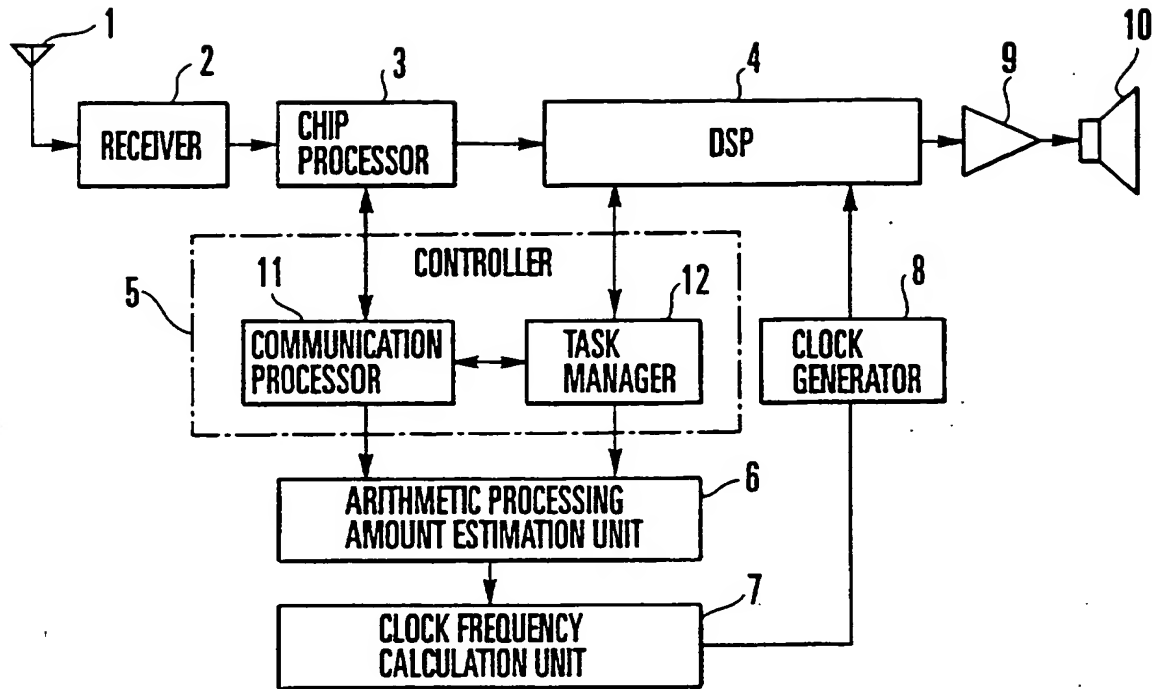 1
2
3
4
9
10
RECEIVER
CHIP
PROCESSOR
DSP
CONTROLLER
5
11
12
8
COMMUNICATION
PROCESSOR
TASK
MANAGER
CLOCK
GENERATOR
6
ARITHMETIC PROCESSING
AMOUNT ESTIMATION UNIT
7
CLOCK FREQUENCY
CALCULATION UNIT